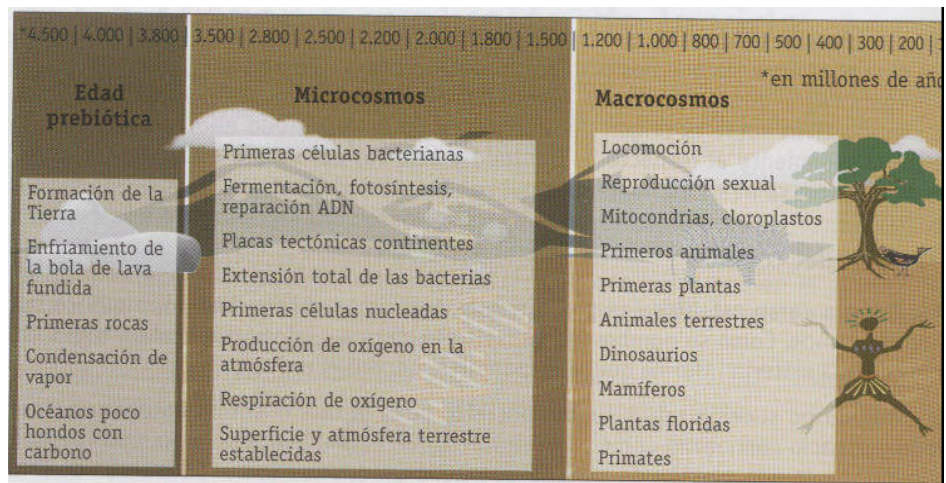 *4.500 | 4.000 | 3.800 | 3.500 | 2.800 | 2.500 | 2.200 | 2.000 | 1.800 | 1.500 | 1.200 | 1.000 | 800 | 700 | 500 | 400 | 300 | 200 |
*en millones de
Edad
prebiótica
Formación de la
Tierra
Enfriamiento de
la bola de lava
fundida
Primeras rocas
Condensación de
vapor
Océanos poco
hondos con
carbono
Microcosmos
Primeras células bacterianas
Fermentación, fotosíntesis,
reparación ADN
Placas tectónicas continentes
Extensión total de las bacterias
Primeras células nucleadas
Producción de oxígeno en la
atmósfera
Respiración de oxígeno
Superficie y atmósfera terrestre
establecidas
Macrocosmos
Locomoción
Reproducción sexual
Mitocondrias, cloroplastos
Primeros animales
Primeras plantas
Animales terrestres
Dinosaurios
Mamíferos
Plantas floridas
Primates